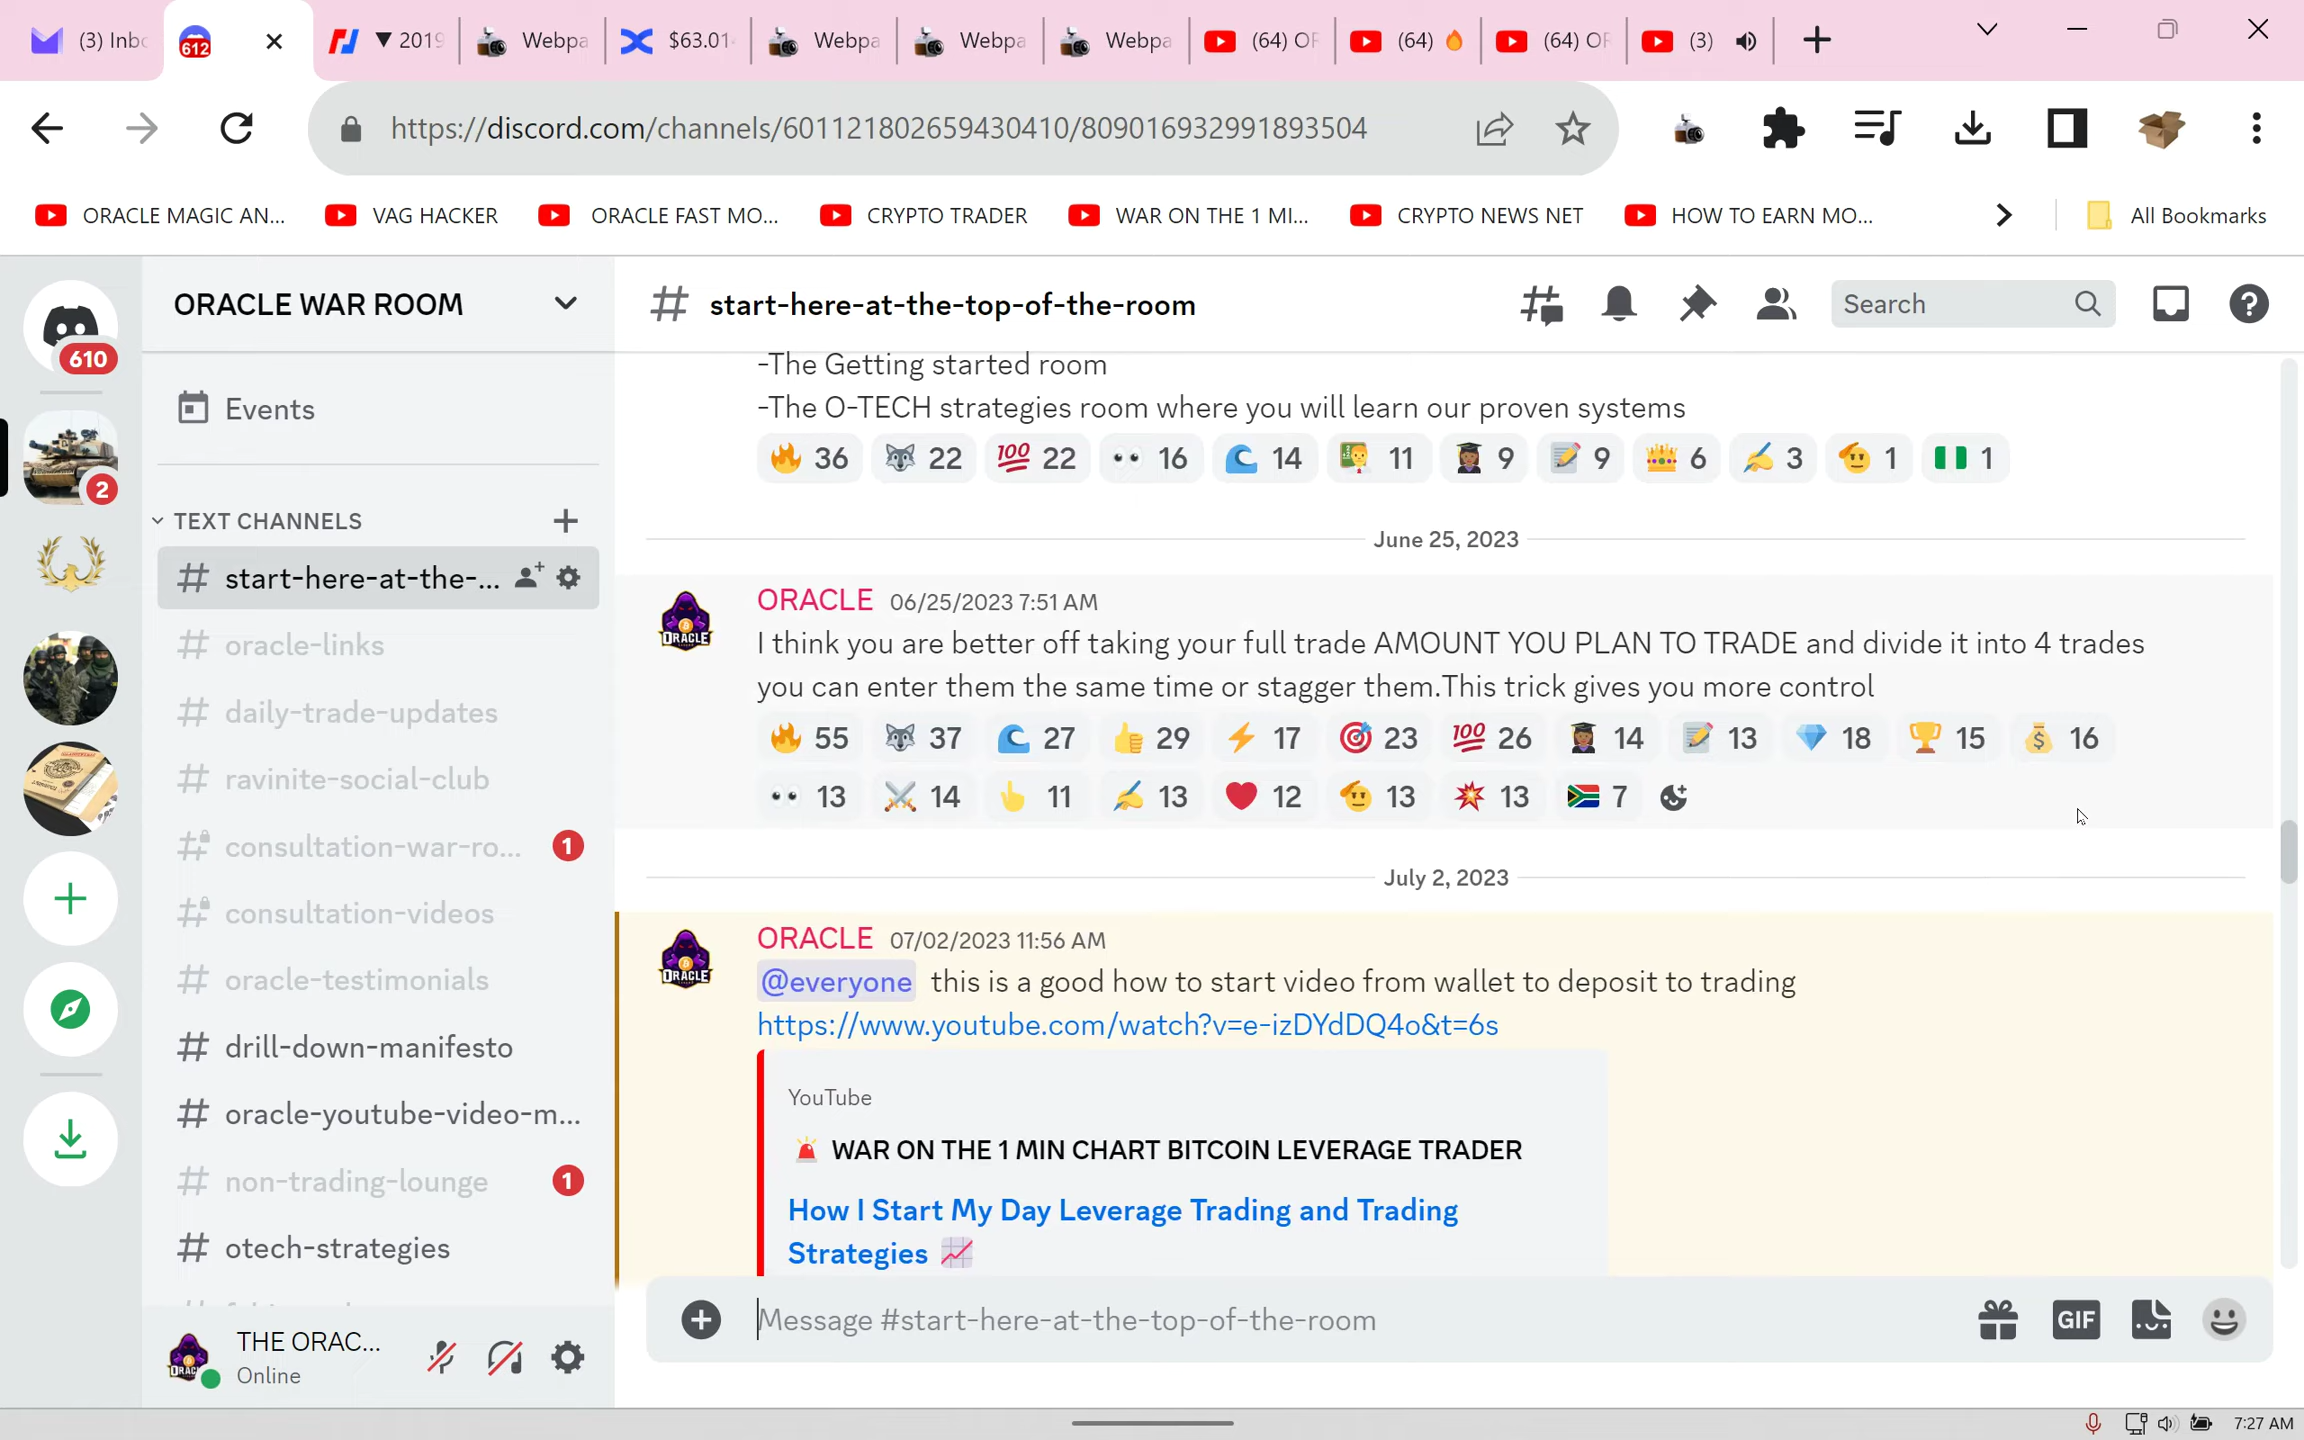 (3) Inbo
612
▼ 2019
Webpa
$63.01
Webpa
Webpa
Webpa
(64) OF
(64) 🔥
(64) OF
(3)
https://discord.com/channels/601121802659430410/809016932991893504
ORACLE MAGIC AN...
VAG HACKER
ORACLE FAST MO...
CRYPTO TRADER
WAR ON THE 1 MI...
CRYPTO NEWS NET
HOW TO EARN MO...
All Bookmarks
610
2
ORACLE WAR ROOM
Events
TEXT CHANNELS
start-here-at-the-...
oracle-links
daily-trade-updates
ravinite-social-club
consultation-war-ro... 1
consultation-videos
oracle-testimonials
drill-down-manifesto
oracle-youtube-video-m...
non-trading-lounge 1
otech-strategies
THE ORAC...
Online
# start-here-at-the-top-of-the-room
Search
-The Getting started room
-The O-TECH strategies room where you will learn our proven systems
🔥 36 🐺 22 💯 22 👀 16 🌊 14 👩‍🏫 11 👩🏾‍🎓 9 📝 9 👑 6 ✍️ 3 🫡 1 🇳🇬 1
June 25, 2023
ORACLE 06/25/2023 7:51 AM
I think you are better off taking your full trade AMOUNT YOU PLAN TO TRADE and divide it into 4 trades
you can enter them the same time or stagger them.This trick gives you more control
🔥 55 🐺 37 🌊 27 👍 29 ⚡ 17 🎯 23 💯 26 👩🏾‍🎓 14 📝 13 💎 18 🏆 15 💰 16
👀 13 ⚔️ 14 👆 11 ✍️ 13 ❤️ 12 🫡 13 💥 13 🇿🇦 7
July 2, 2023
ORACLE 07/02/2023 11:56 AM
@everyone this is a good how to start video from wallet to deposit to trading
https://www.youtube.com/watch?v=e-izDYdDQ4o&t=6s
YouTube
🚨 WAR ON THE 1 MIN CHART BITCOIN LEVERAGE TRADER
How I Start My Day Leverage Trading and Trading
Strategies 📈
Message #start-here-at-the-top-of-the-room
GIF
7:27 AM